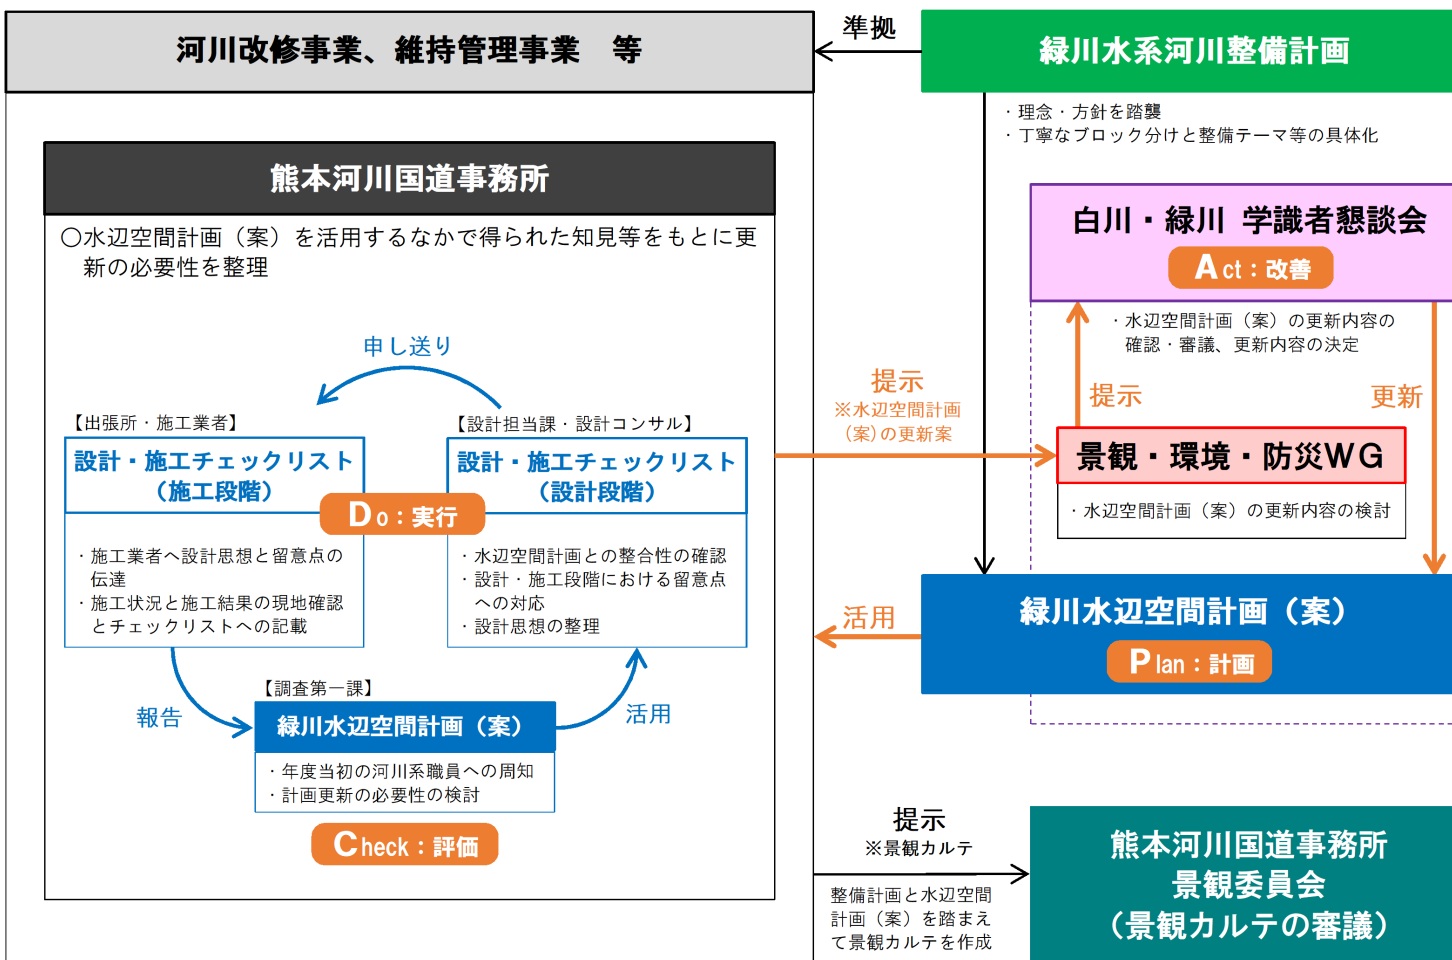 河川改修事業、維持管理事業　等
準拠
緑川水系河川整備計画
・理念・方針を踏襲
・丁寧なブロック分けと整備テーマ等の具体化
熊本河川国道事務所
〇水辺空間計画（案）を活用するなかで得られた知見等をもとに更
新の必要性を整理
白川・緑川 学識者懇談会
Act：改善
・水辺空間計画（案）の更新内容の
確認・審議、更新内容の決定
申し送り
提示
※水辺空間計画
（案）の更新案
提示
更新
【出張所・施工業者】
設計・施工チェックリスト
（施工段階）
・施工業者へ設計思想と留意点の
伝達
・施工状況と施工結果の現地確認
とチェックリストへの記載
【設計担当課・設計コンサル】
設計・施工チェックリスト
（設計段階）
・水辺空間計画との整合性の確認
・設計・施工段階における留意点
への対応
・設計思想の整理
Do：実行
景観・環境・防災WG
・水辺空間計画（案）の更新内容の検討
活用
緑川水辺空間計画（案）
Plan：計画
報告
活用
【調査第一課】
緑川水辺空間計画（案）
・年度当初の河川系職員への周知
・計画更新の必要性の検討
Check：評価
提示
※景観カルテ
整備計画と水辺空間
計画（案）を踏まえ
て景観カルテを作成
熊本河川国道事務所
景観委員会
（景観カルテの審議）